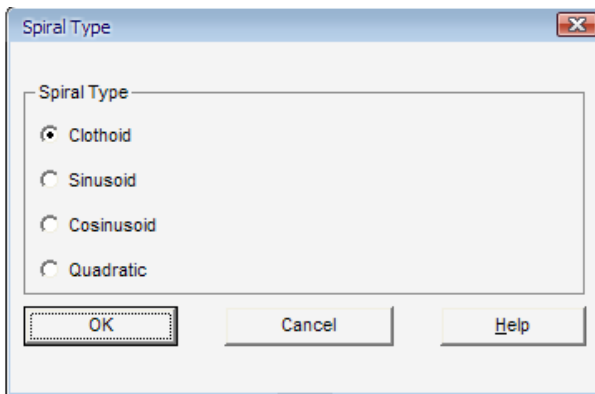 Spiral Type
Spiral Type
Clothoid
Sinusoid
Cosinusoid
Quadratic
OK Cancel Help